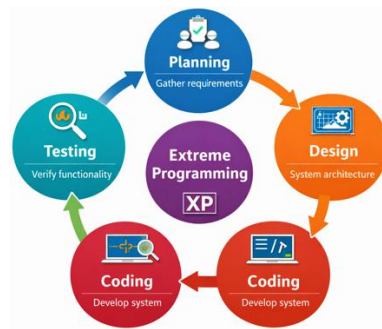 Planning
Gather requirements
Design
System architecture
Coding
Develop system
Coding
Develop system
Testing
Verify functionality
Extreme
Programming
XP